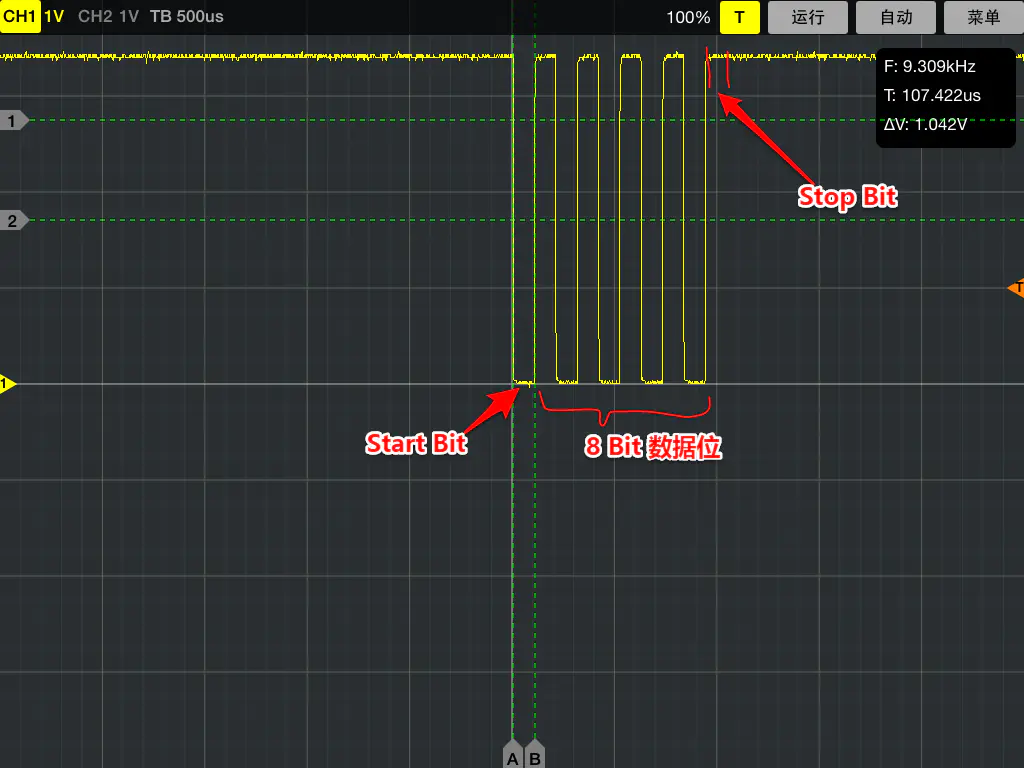 CH1 1V CH2 1V TB 500us 100% T 运行 自动 菜单
F: 9.309kHz
T: 107.422us
ΔV: 1.042V
1
Stop Bit
2
T
1
Start Bit
8 Bit 数据位
A B